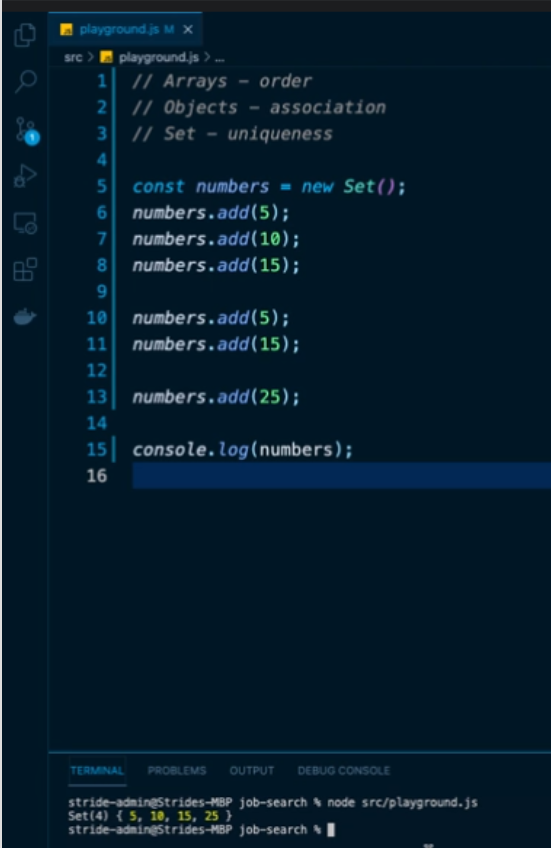 playground.js M ×
src > playground.js > ...
1 // Arrays – order
2 // Objects – association
3 // Set – uniqueness
4
5 const numbers = new Set();
6 numbers.add(5);
7 numbers.add(10);
8 numbers.add(15);
9
10 numbers.add(5);
11 numbers.add(15);
12
13 numbers.add(25);
14
15 console.log(numbers);
16
1
TERMINAL PROBLEMS OUTPUT DEBUG CONSOLE
stride-admin@Strides-MBP job-search % node src/playground.js
Set(4) { 5, 10, 15, 25 }
stride-admin@Strides-MBP job-search %